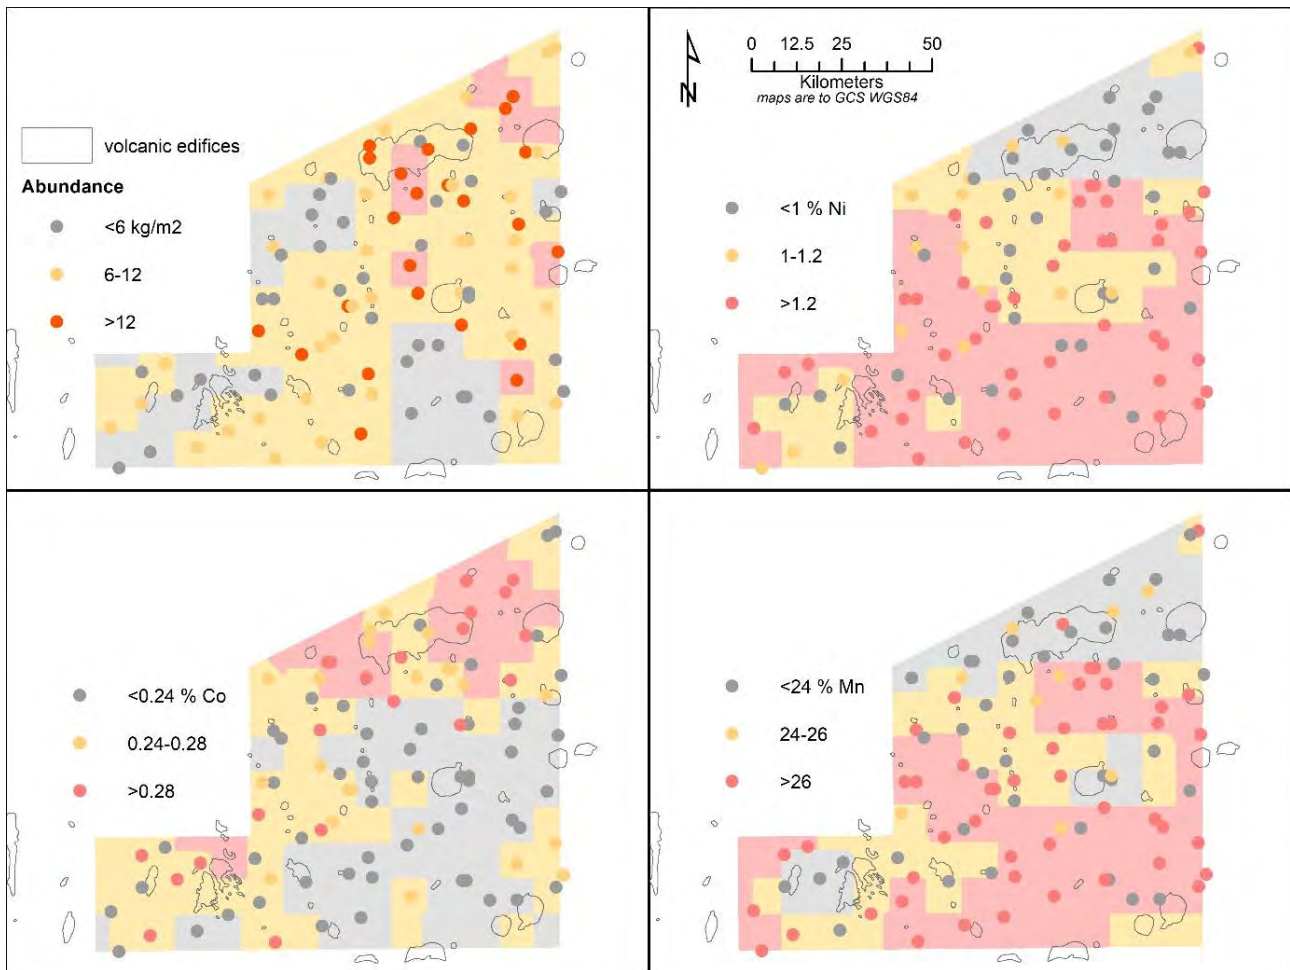 volcanic edifices
Abundance
<6 kg/m2
6-12
>12
0 12.5 25 50
Kilometers
maps are to GCS WGS84
N
<1 % Ni
1-1.2
>1.2
<0.24 % Co
0.24-0.28
>0.28
<24 % Mn
24-26
>26